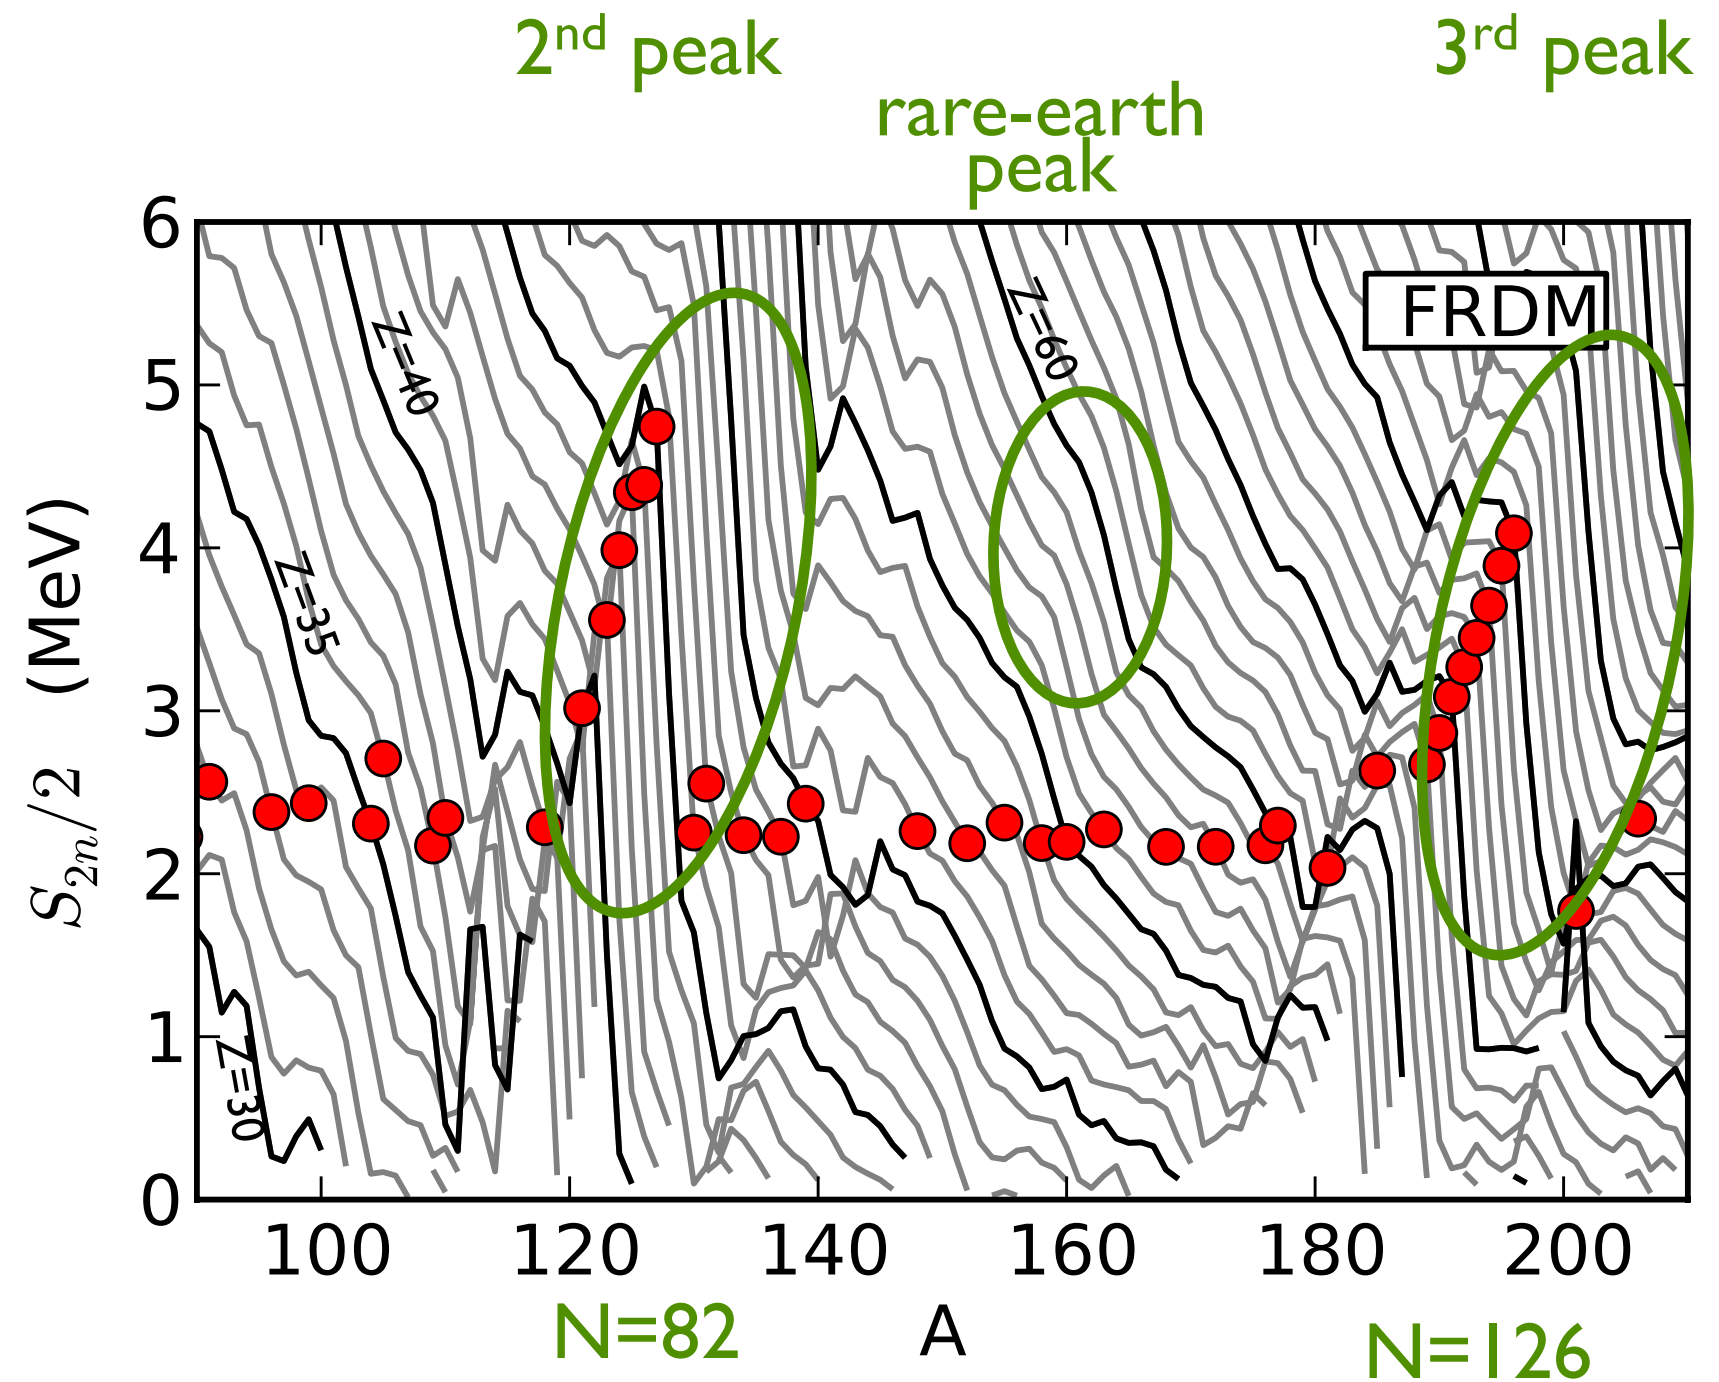 2nd peak
3rd peak
rare-earth
peak
6
5
4
3
2
1
0
S2n/2 (MeV)
Z=40
Z=60
FRDM
Z=35
Z=30
100
120
140
160
180
200
N=82
A
N=126